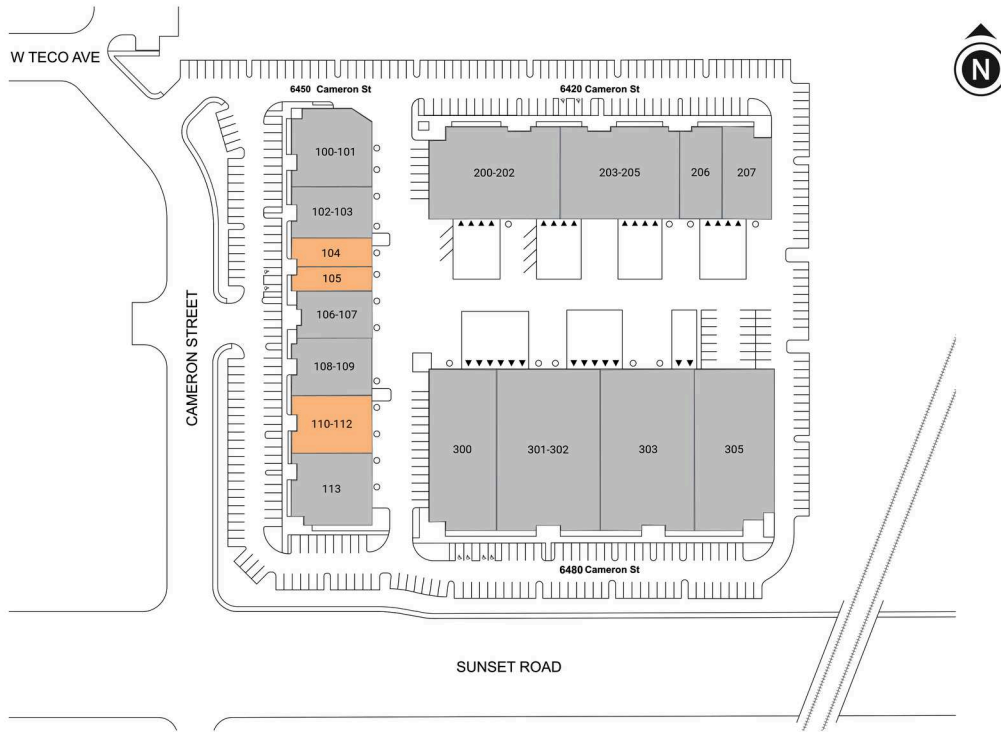 W TECO AVE
6450 Cameron St
6420 Cameron St
N
100-101
102-103
104
105
106-107
108-109
110-112
113
200-202
203-205
206
207
CAMERON STREET
300
301-302
303
305
6480 Cameron St
SUNSET ROAD